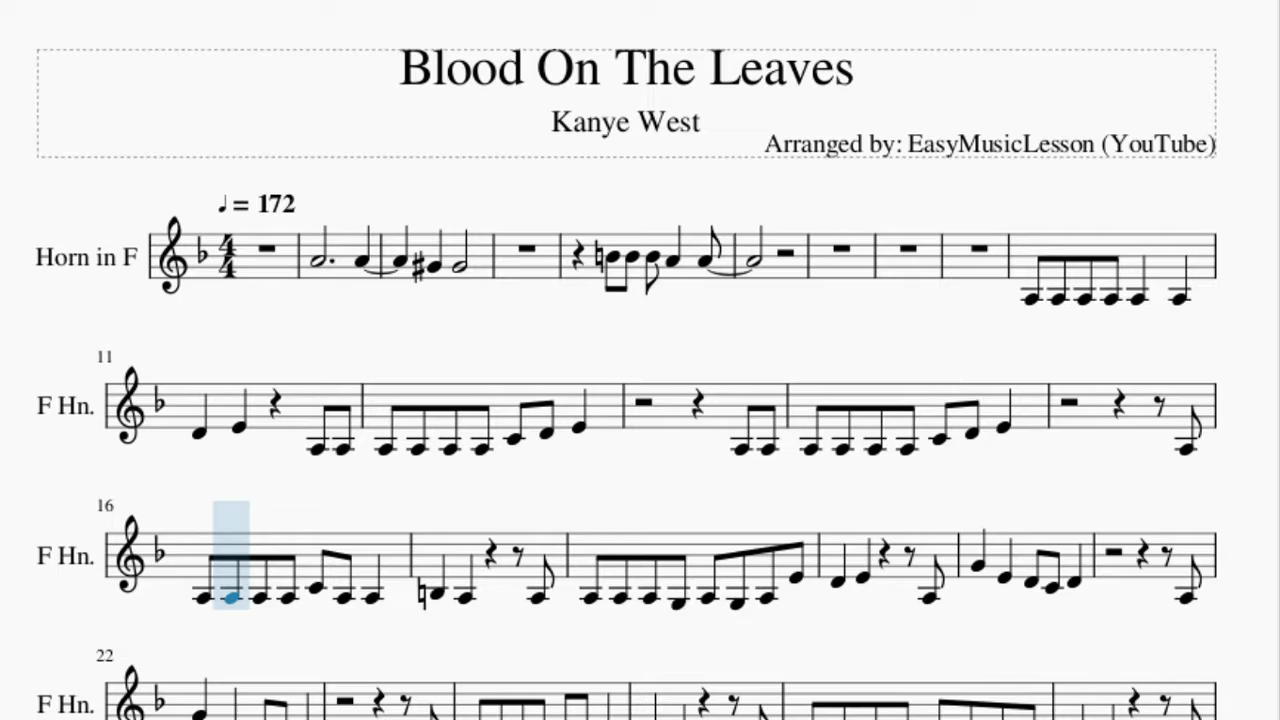 Blood On The Leaves
Kanye West
Arranged by: EasyMusicLesson (YouTube)
♩ = 172
Horn in F
4
4
11
F Hn.
16
F Hn.
22
F Hn.